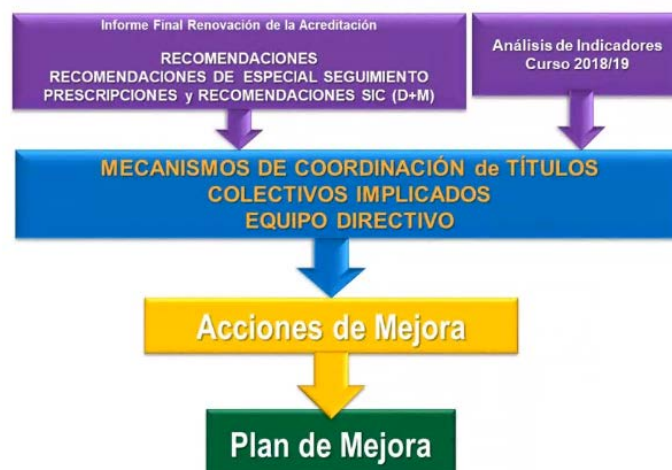 Informe Final Renovación de la Acreditación
RECOMENDACIONES
RECOMENDACIONES DE ESPECIAL SEGUIMIENTO
PRESCRIPCIONES y RECOMENDACIONES SIC (D+M)
Análisis de Indicadores
Curso 2018/19
MECANISMOS DE COORDINACIÓN de TÍTULOS
COLECTIVOS IMPLICADOS
EQUIPO DIRECTIVO
Acciones de Mejora
Plan de Mejora